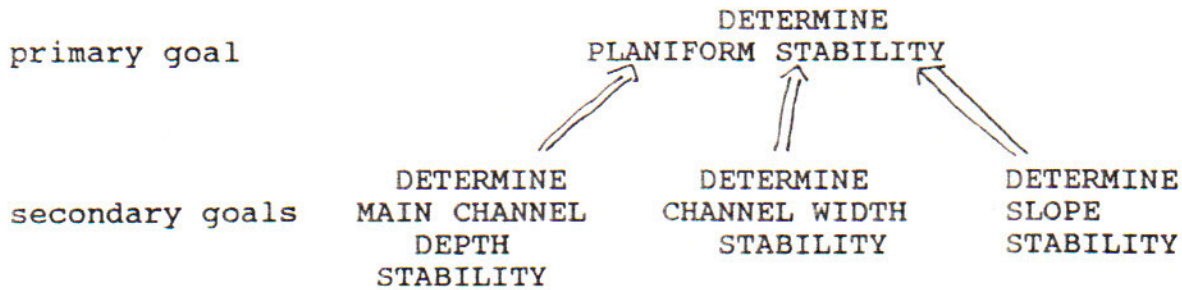 DETERMINE
primary goal PLANIFORM STABILITY
DETERMINE DETERMINE DETERMINE
secondary goals MAIN CHANNEL CHANNEL WIDTH SLOPE
DEPTH STABILITY STABILITY
STABILITY